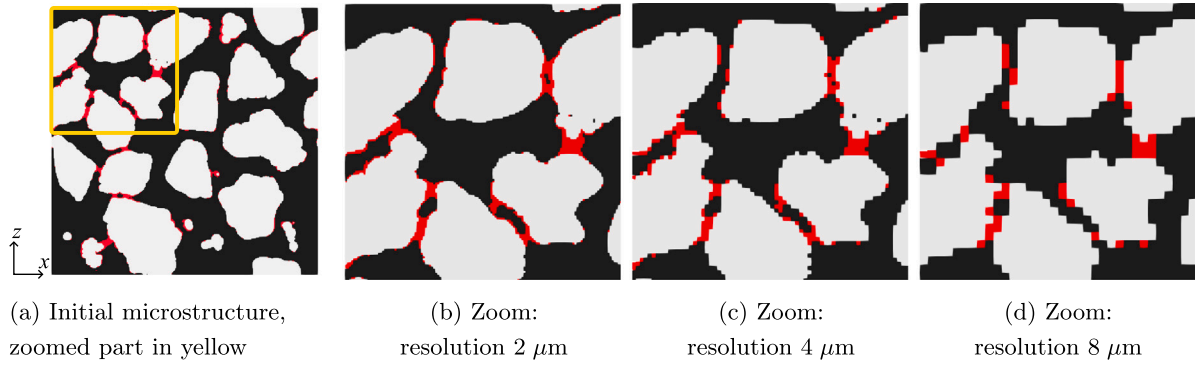 z
x
(a) Initial microstructure,
zoomed part in yellow
(b) Zoom:
resolution 2 μm
(c) Zoom:
resolution 4 μm
(d) Zoom:
resolution 8 μm